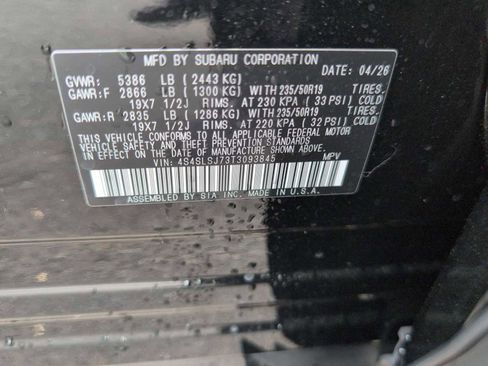 MFD BY SUBARU CORPORATION DATE: 04/26
GVWR: 5386 LB ( 2443 KG)
GAWR:F 2866 LB ( 1300 KG) WITH 235/50R19 TIRES.
19X7 1/2J RIMS. AT 230 KPA ( 33 PSI) COLD
GAWR:R 2835 LB ( 1286 KG) WITH 235/50R19 TIRES.
19X7 1/2J RIMS. AT 220 KPA ( 32 PSI) COLD
THIS VEHICLE CONFORMS TO ALL APPLICABLE FEDERAL MOTOR
VEHICLE SAFETY AND THEFT PREVENTION STANDARDS
IN EFFECT ON THE DATE OF MANUFACTURE SHOWN ABOVE.
VIN: 4S4SLSJ73T3093845 MPV
ASSEMBLED BY SIA INC. MADE IN U.S.A.